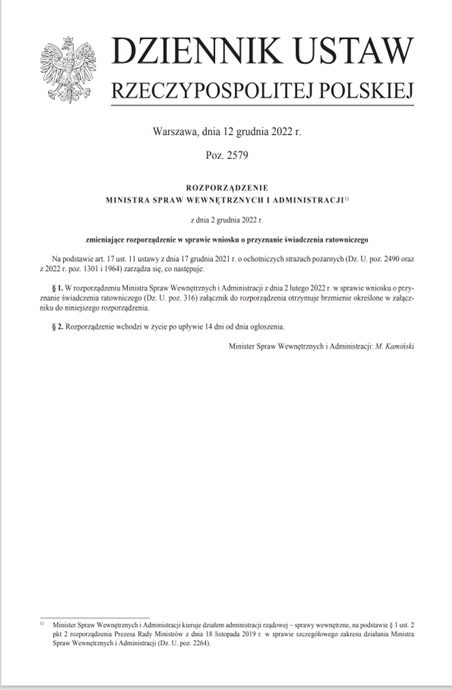 DZIENNIK USTAW
RZECZYPOSPOLITEJ POLSKIEJ
Warszawa, dnia 12 grudnia 2022 r.
Poz. 2579
ROZPORZĄDZENIE
MINISTRA SPRAW WEWNĘTRZNYCH I ADMINISTRACJI¹⁾
z dnia 2 grudnia 2022 r.
zmieniające rozporządzenie w sprawie wniosku o przyznanie świadczenia ratowniczego
Na podstawie art. 17 ust. 11 ustawy z dnia 17 grudnia 2021 r. o ochotniczych strażach pożarnych (Dz. U. poz. 2490 oraz
z 2022 r. poz. 1301 i 1964) zarządza się, co następuje:
§ 1. W rozporządzeniu Ministra Spraw Wewnętrznych i Administracji z dnia 2 lutego 2022 r. w sprawie wniosku o przy-
znanie świadczenia ratowniczego (Dz. U. poz. 316) załącznik do rozporządzenia otrzymuje brzmienie określone w załącz-
niku do niniejszego rozporządzenia.
§ 2. Rozporządzenie wchodzi w życie po upływie 14 dni od dnia ogłoszenia.
Minister Spraw Wewnętrznych i Administracji: M. Kamiński
¹⁾ Minister Spraw Wewnętrznych i Administracji kieruje działem administracji rządowej – sprawy wewnętrzne, na podstawie § 1 ust. 2
pkt 2 rozporządzenia Prezesa Rady Ministrów z dnia 18 listopada 2019 r. w sprawie szczegółowego zakresu działania Ministra
Spraw Wewnętrznych i Administracji (Dz. U. poz. 2264).